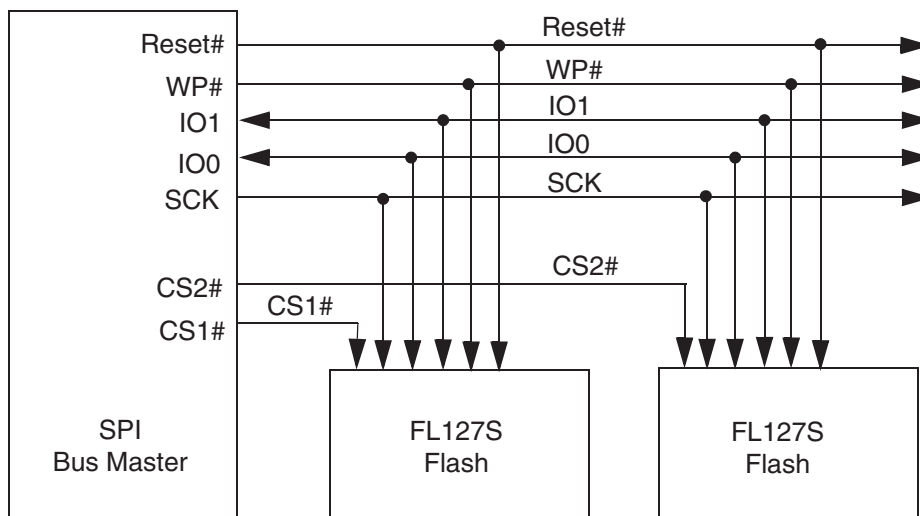 Reset#
Reset#
WP#
WP#
IO1
IO1
IO0
IO0
SCK
SCK
CS2#
CS2#
CS1#
CS1#
SPI
Bus Master
FL127S
Flash
FL127S
Flash